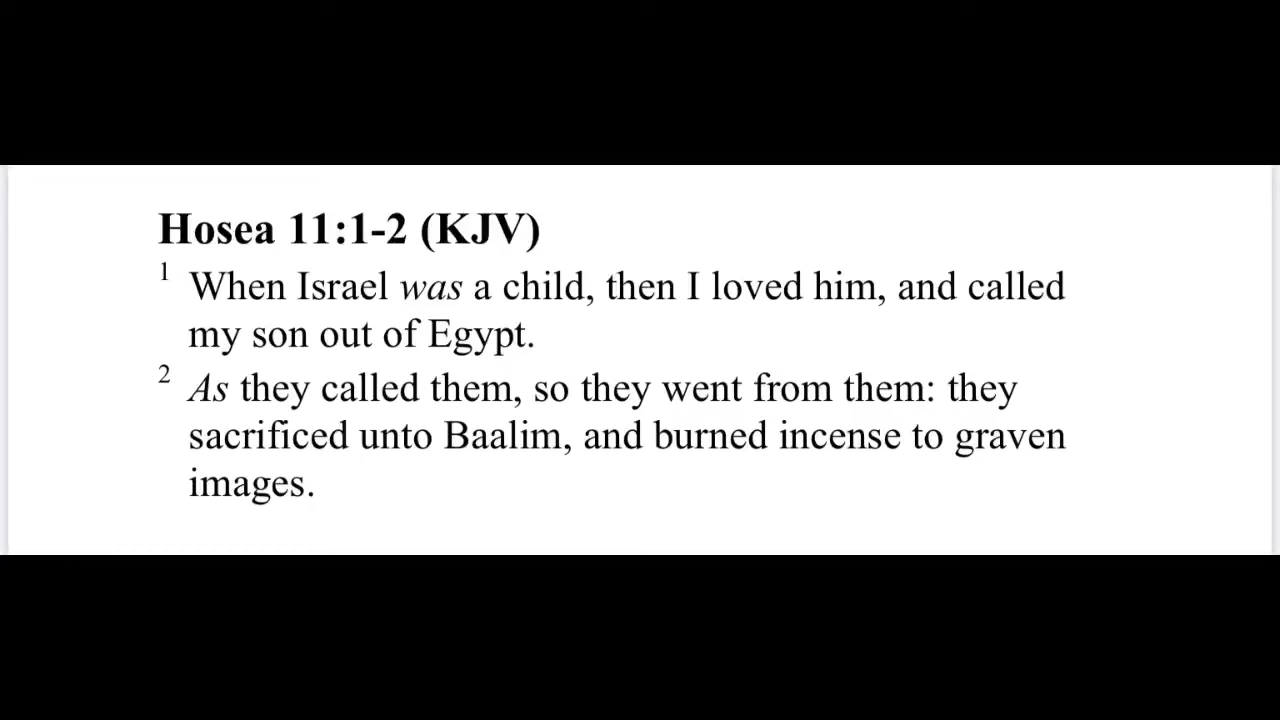 Hosea 11:1-2 (KJV)
1 When Israel was a child, then I loved him, and called
my son out of Egypt.
2 As they called them, so they went from them: they
sacrificed unto Baalim, and burned incense to graven
images.